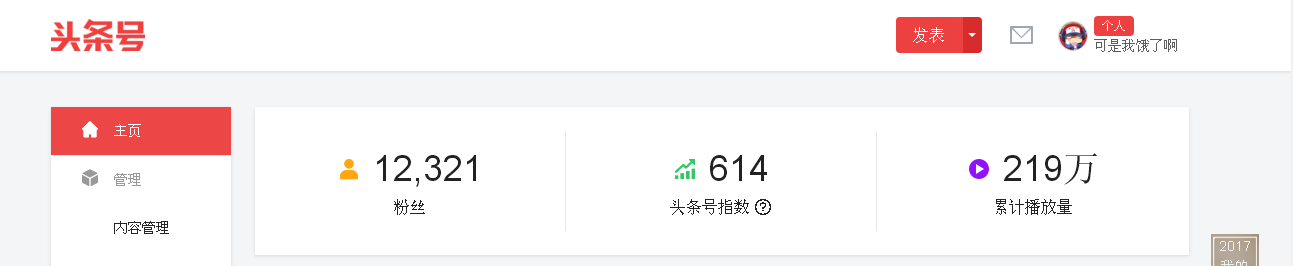 头条号
发表
个人
可是我饿了啊
主页
管理
内容管理
12,321
粉丝
614
头条号指数 ?
219万
累计播放量
2017
我的